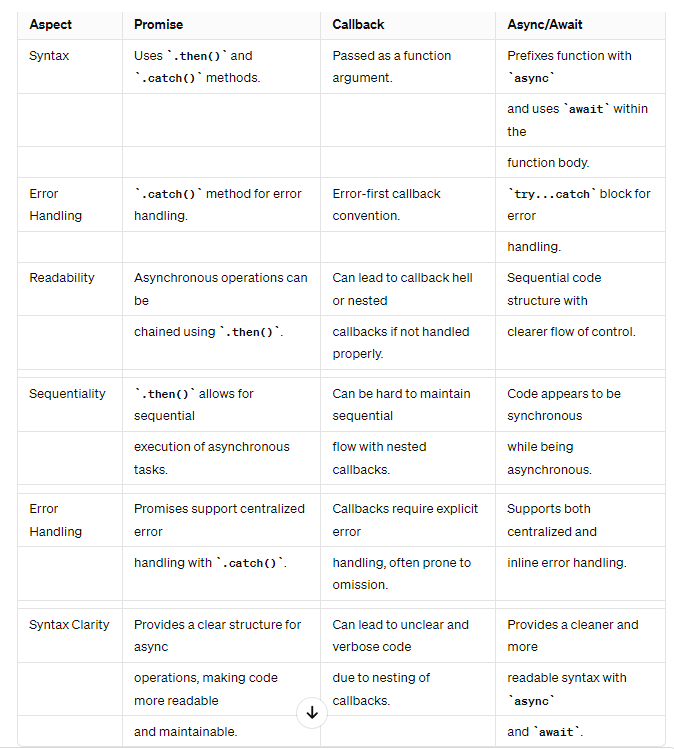 Aspect Promise Callback Async/Await
Syntax Uses `.then()` and Passed as a function Prefixes function with
`.catch()` methods. argument. `async`
and uses `await` within
the
function body.
Error `.catch()` method for error Error-first callback `try...catch` block for
Handling handling. convention. error
handling.
Readability Asynchronous operations can Can lead to callback hell Sequential code
be or nested structure with
chained using `.then()`. callbacks if not handled clearer flow of control.
properly.
Sequentiality `.then()` allows for Can be hard to maintain Code appears to be
sequential sequential synchronous
execution of asynchronous flow with nested while being
tasks. callbacks. asynchronous.
Error Promises support centralized Callbacks require explicit Supports both
Handling error error centralized and
handling with `.catch()`. handling, often prone to inline error handling.
omission.
Syntax Clarity Provides a clear structure for Can lead to unclear and Provides a cleaner and
async verbose code more
operations, making code due to nesting of readable syntax with
more readable callbacks. `async`
and maintainable. and `await`.